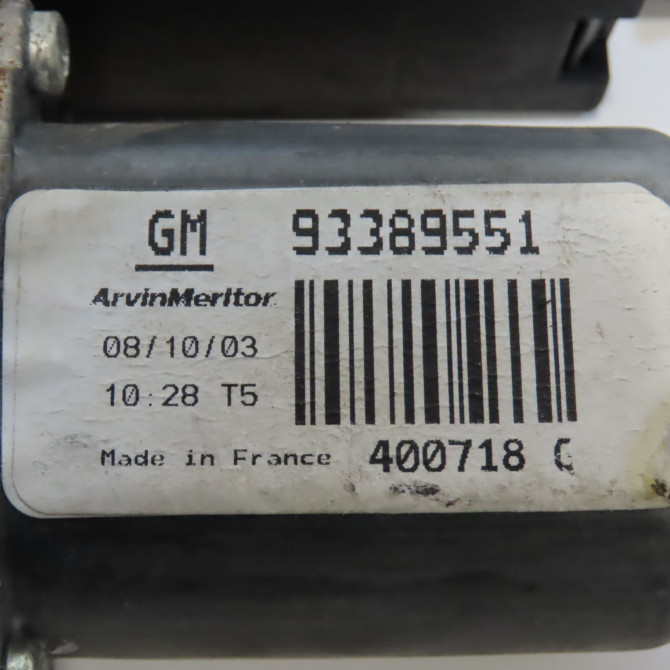 GM 93389551
ArvinMeritor
08/10/03
10:28 T5
Made in France 400718